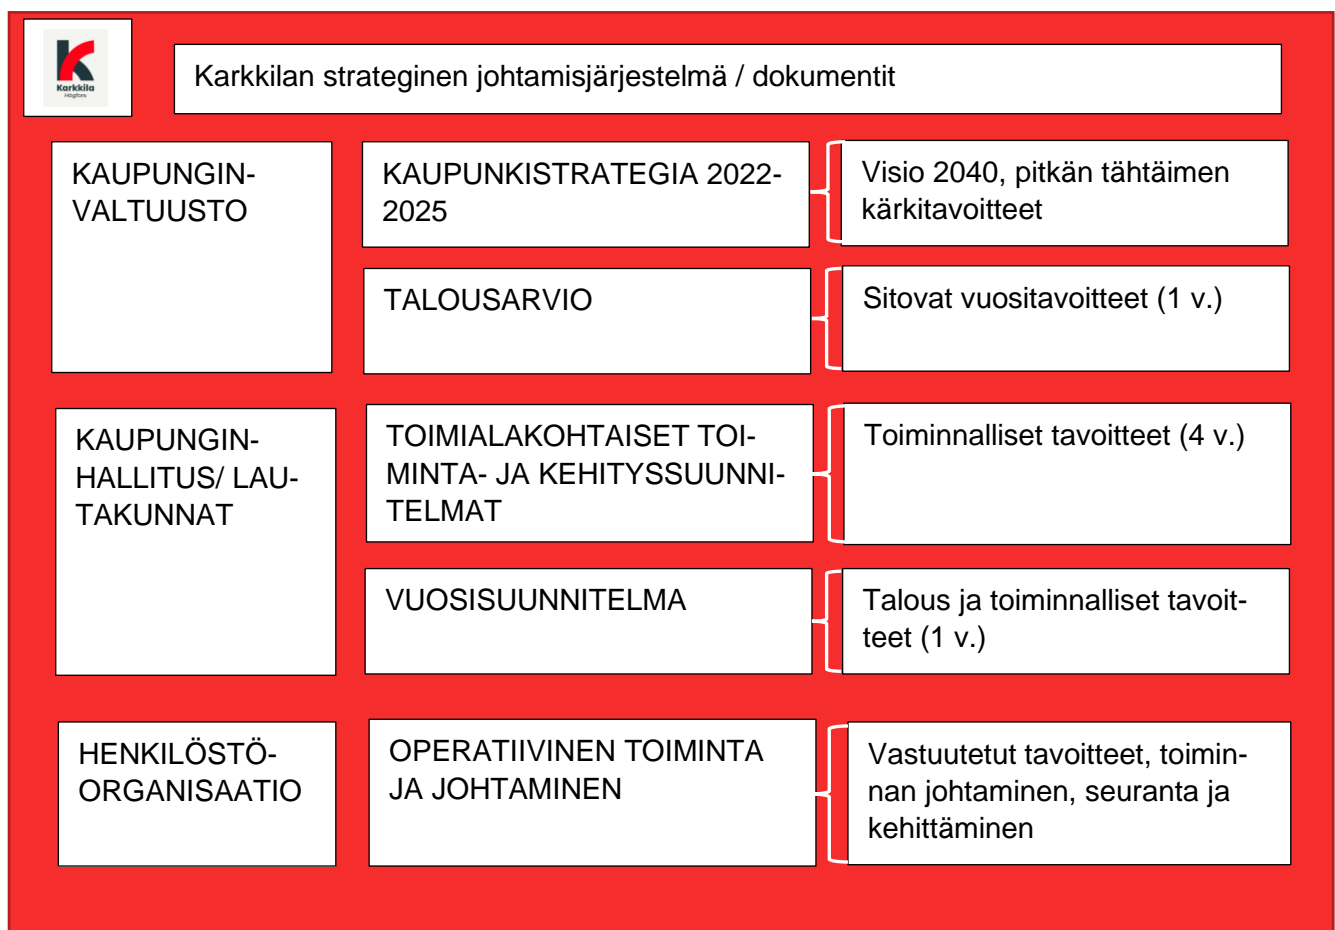 Karkkila
Högfors
Karkkilan strateginen johtamisjärjestelmä / dokumentit
KAUPUNGIN-
VALTUUSTO
KAUPUNKISTRATEGIA 2022-
2025
Visio 2040, pitkän tähtäimen
kärkitavoitteet
TALOUSARVIO
Sitovat vuositavoitteet (1 v.)
KAUPUNGIN-
HALLITUS/ LAU-
TAKUNNAT
TOIMIALAKOHTAISET TOI-
MINTA- JA KEHITYSSUUNNI-
TELMAT
Toiminnalliset tavoitteet (4 v.)
VUOSISUUNNITELMA
Talous ja toiminnalliset tavoit-
teet (1 v.)
HENKILÖSTÖ-
ORGANISAATIO
OPERATIIVINEN TOIMINTA
JA JOHTAMINEN
Vastuutetut tavoitteet, toimin-
nan johtaminen, seuranta ja
kehittäminen